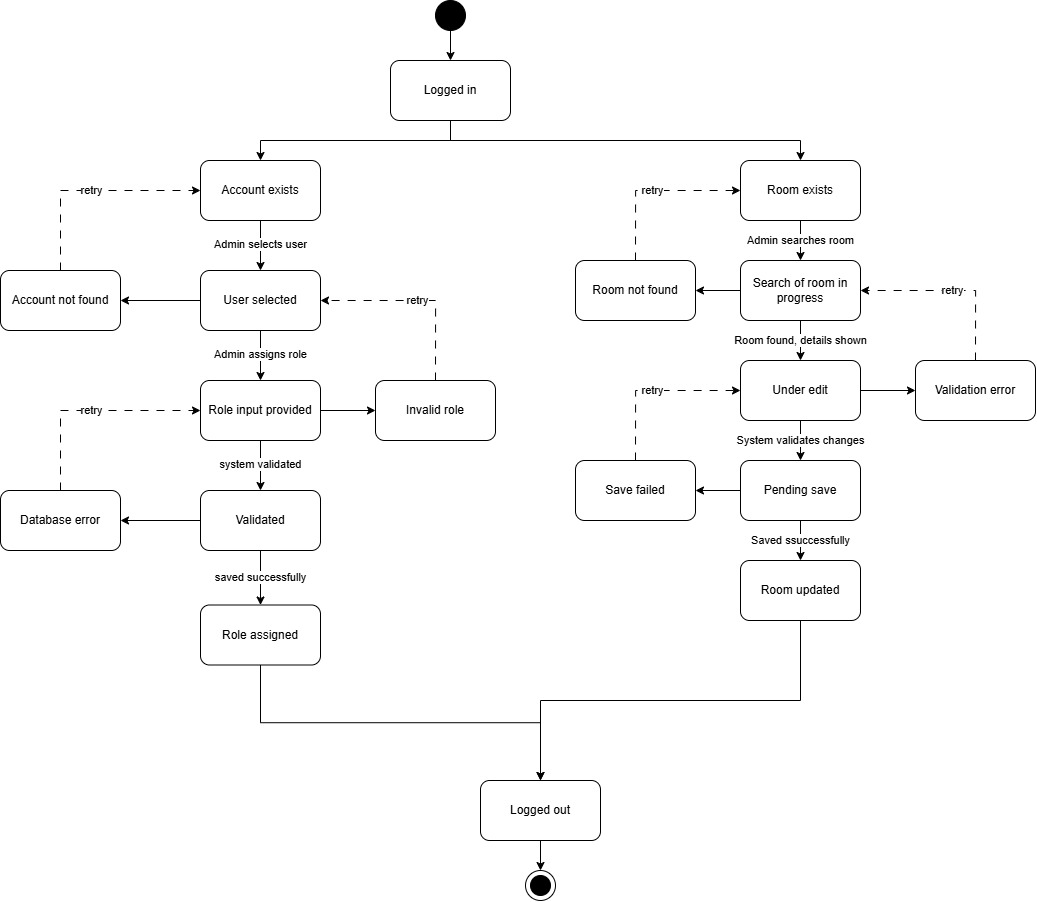 Logged in
Account exists
Room exists
retry
retry
Admin selects user
Admin searches room
Account not found
User selected
retry
Room not found
Search of room in
progress
retry
Admin assigns role
Room found, details shown
Role input provided
Invalid role
retry
retry
Under edit
Validation error
system validated
System validates changes
Database error
Validated
Save failed
Pending save
saved successfully
Saved ssuccessfully
Role assigned
Room updated
Logged out